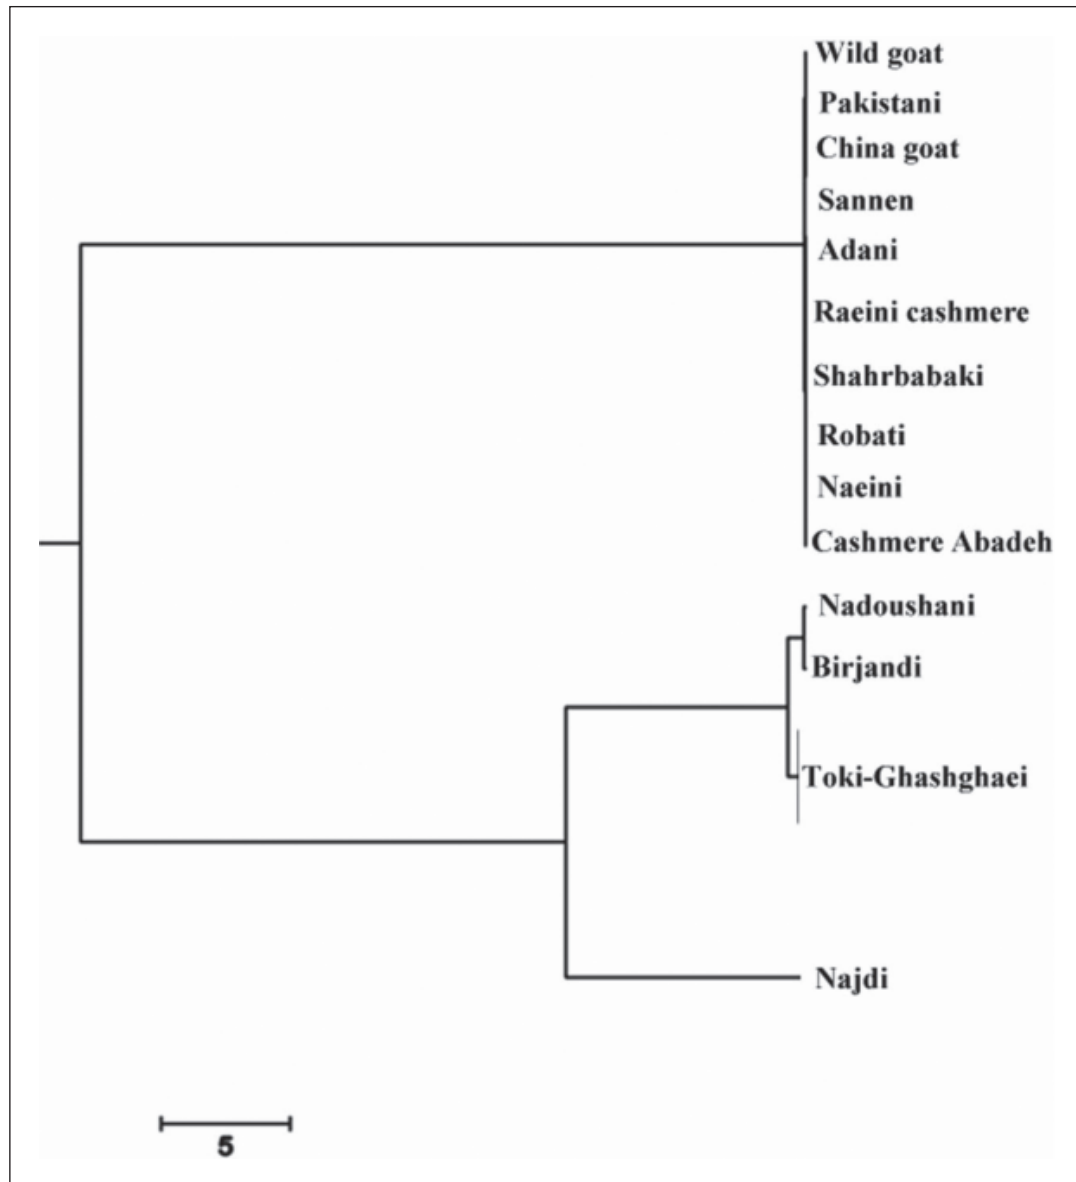 Wild goat
Pakistani
China goat
Sannen
Adani
Raeini cashmere
Shahrbabaki
Robati
Naeini
Cashmere Abadeh
Nadoushani
Birjandi
Toki-Ghashghaei
Najdi
5